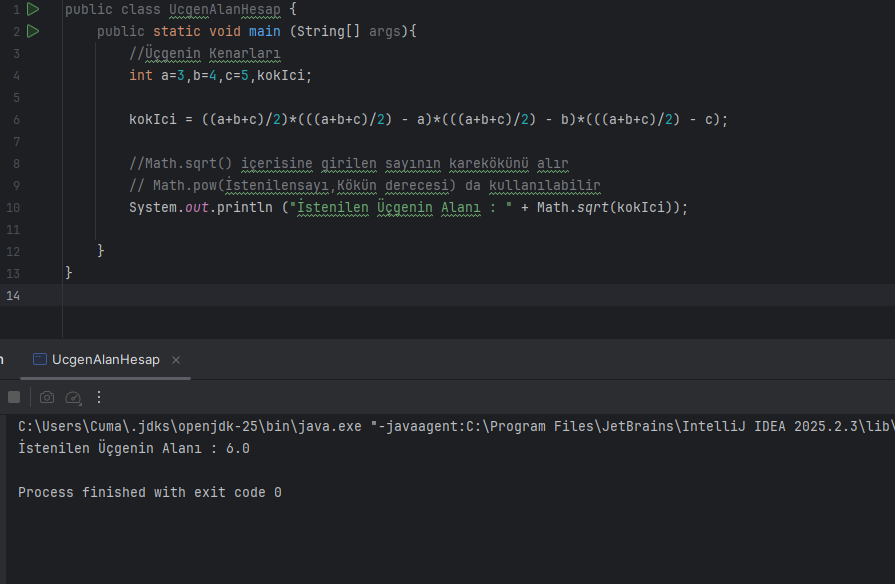 1 public class UcgenAlanHesap {
2 public static void main (String[] args){
3 //Üçgenin Kenarları
4 int a=3,b=4,c=5,kokIci;
5
6 kokIci = ((a+b+c)/2)*(((a+b+c)/2) - a)*(((a+b+c)/2) - b)*(((a+b+c)/2) - c);
7
8 //Math.sqrt() içerisine girilen sayının karekökünü alır
9 // Math.pow(İstenilensayı,Kökün derecesi) da kullanılabilir
10 System.out.println ("İstenilen Üçgenin Alanı : " + Math.sqrt(kokIci));
11
12 }
13 }
14
n UcgenAlanHesap ×
C:\Users\Cuma\.jdks\openjdk-25\bin\java.exe "-javaagent:C:\Program Files\JetBrains\IntelliJ IDEA 2025.2.3\lib\
İstenilen Üçgenin Alanı : 6.0
Process finished with exit code 0